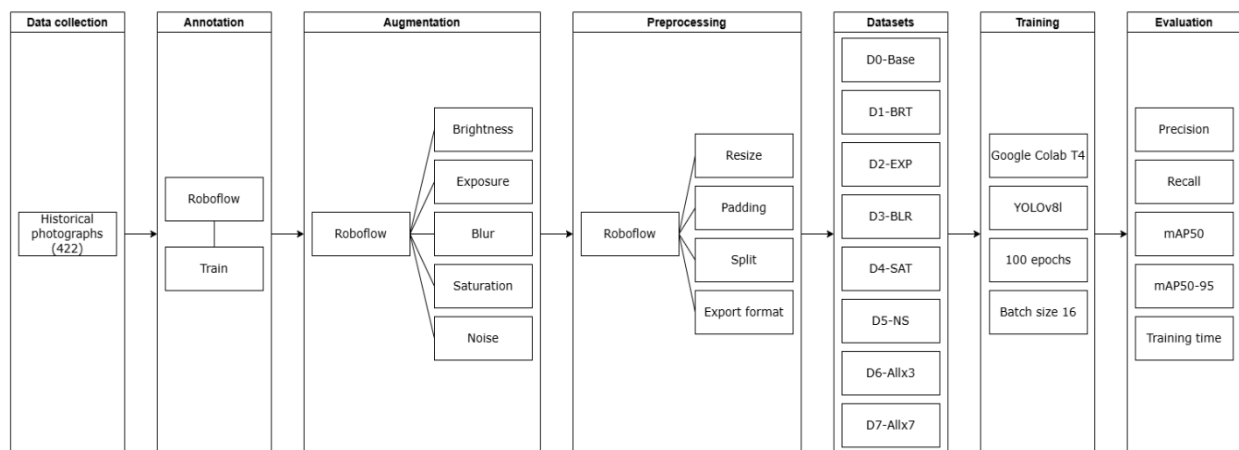 Data collection
Historical
photographs
(422)
Annotation
Roboflow
Train
Augmentation
Roboflow
Brightness
Exposure
Blur
Saturation
Noise
Preprocessing
Roboflow
Resize
Padding
Split
Export format
Datasets
D0-Base
D1-BRT
D2-EXP
D3-BLR
D4-SAT
D5-NS
D6-Allx3
D7-Allx7
Training
Google Colab T4
YOLOv8l
100 epochs
Batch size 16
Evaluation
Precision
Recall
mAP50
mAP50-95
Training time